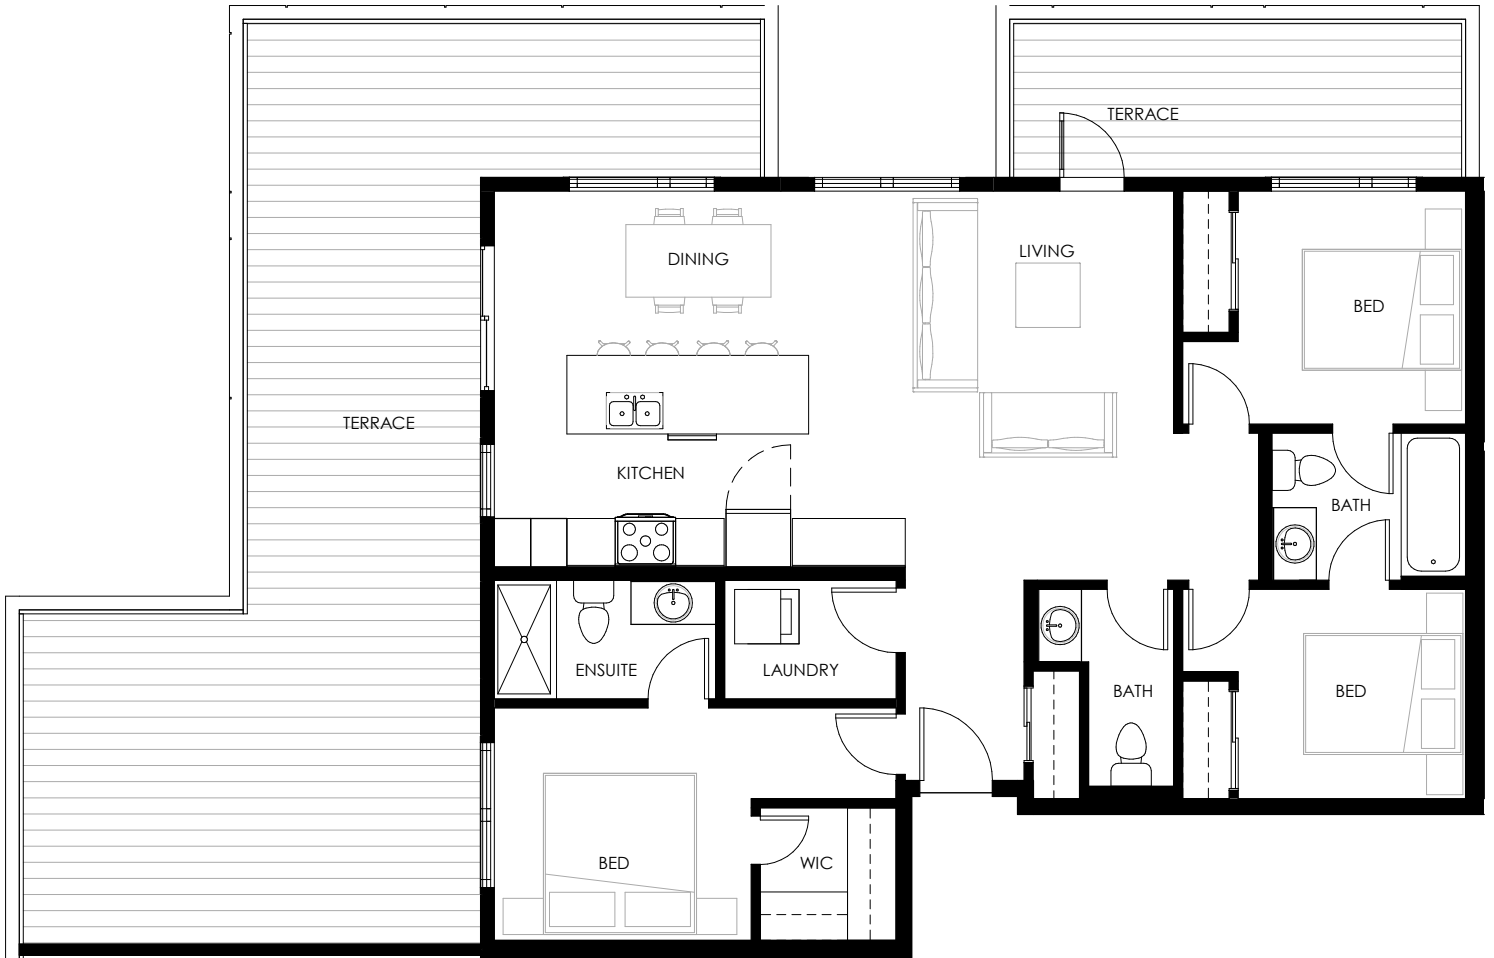 TERRACE
LIVING
DINING
BED
TERRACE
KITCHEN
BATH
ENSUITE
LAUNDRY
BATH
BED
BED
WIC